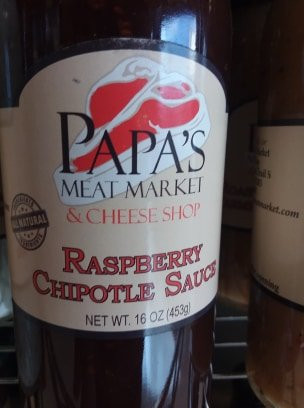 PAPA'S
MEAT MARKET
& CHEESE SHOP
ALL NATURAL
RASPBERRY
CHIPOTLE SAUCE
NET WT. 16 OZ (453g)